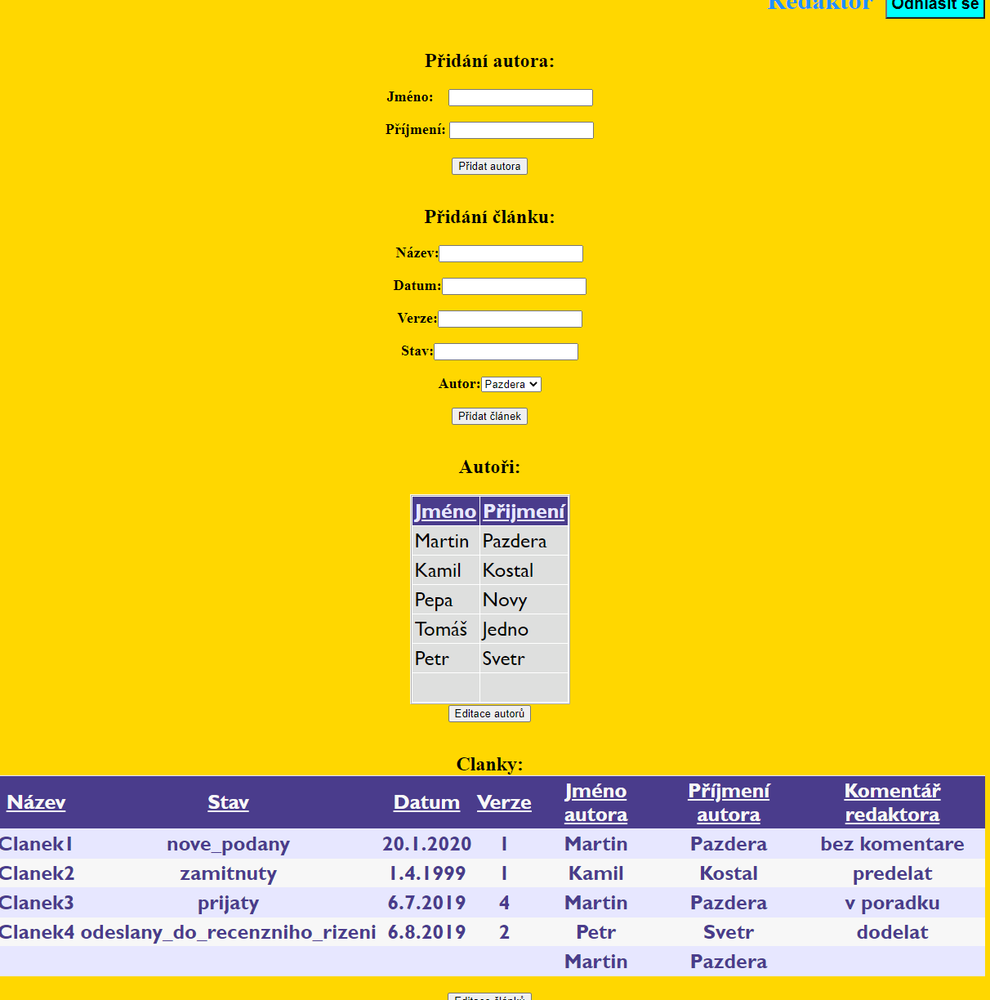 Redaktor Odhlásit se
Přidání autora:
Jméno:
Příjmení:
Přidat autora
Přidání článku:
Název:
Datum:
Verze:
Stav:
Autor: Pazdera
Přidat článek
Autoři:
Jméno Přijmení
Martin Pazdera
Kamil Kostal
Pepa Novy
Tomáš Jedno
Petr Svetr
Editace autorů
Clanky:
Název Stav Datum Verze Jméno autora Příjmení autora Komentář redaktora
Clanek1 nove_podany 20.1.2020 1 Martin Pazdera bez komentare
Clanek2 zamitnuty 1.4.1999 1 Kamil Kostal predelat
Clanek3 prijaty 6.7.2019 4 Martin Pazdera v poradku
Clanek4 odeslany_do_recenzniho_rizeni 6.8.2019 2 Petr Svetr dodelat
Martin Pazdera
Editace článků